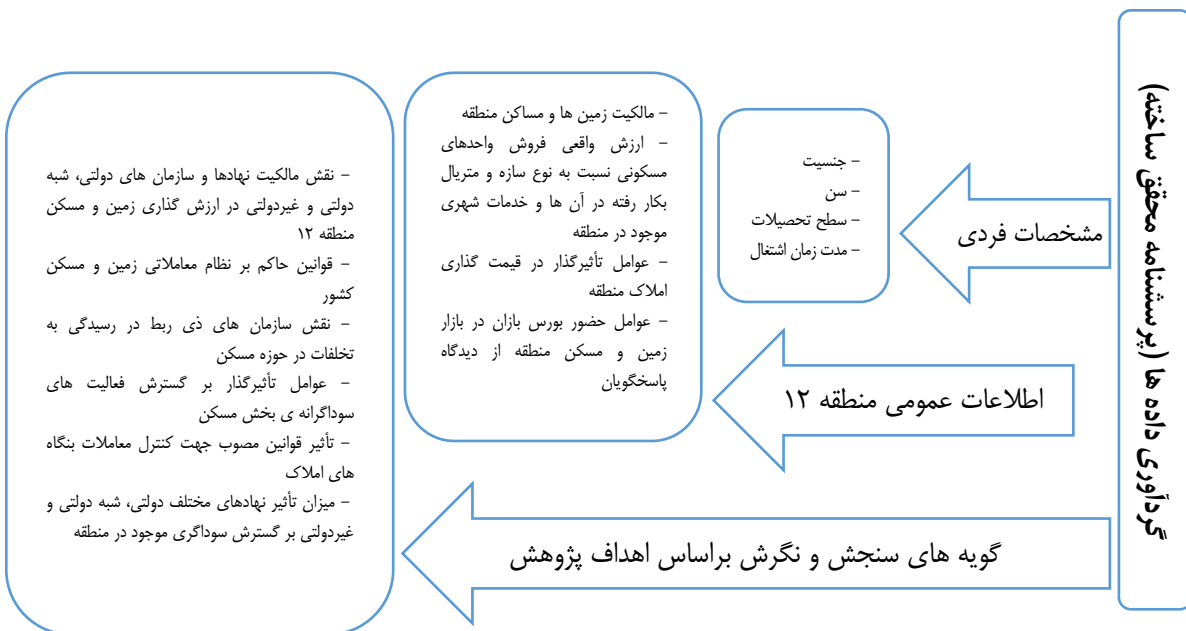 گردآوری داده ها (پرسشنامه محقق ساخته)
مشخصات فردی
- جنسیت
- سن
- سطح تحصیلات
- مدت زمان اشتغال
اطلاعات عمومی منطقه ۱۲
- مالکیت زمین ها و مساکن منطقه
- ارزش واقعی فروش واحدهای
مسکونی نسبت به نوع سازه و متریال
بکار رفته در آن ها و خدمات شهری
موجود در منطقه
- عوامل تأثیرگذار در قیمت گذاری
املاک منطقه
- عوامل حضور بورس بازان در بازار
زمین و مسکن منطقه از دیدگاه
پاسخگویان
گویه های سنجش و نگرش براساس اهداف پژوهش
- نقش مالکیت نهادها و سازمان های دولتی، شبه
دولتی و غیردولتی در ارزش گذاری زمین و مسکن
منطقه ۱۲
- قوانین حاکم بر نظام معاملاتی زمین و مسکن
کشور
- نقش سازمان های ذی ربط در رسیدگی به
تخلفات در حوزه مسکن
- عوامل تأثیرگذار بر گسترش فعالیت های
سوداگرانه ی بخش مسکن
- تأثیر قوانین مصوب جهت کنترل معاملات بنگاه
های املاک
- میزان تأثیر نهادهای مختلف دولتی، شبه دولتی و
غیردولتی بر گسترش سوداگری موجود در منطقه